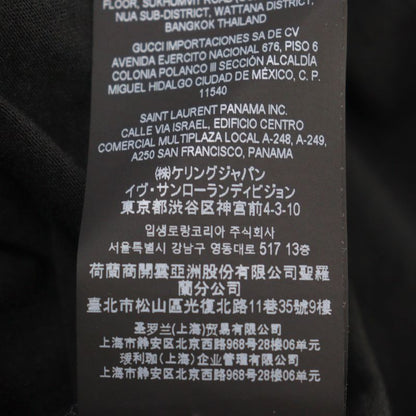 FLOOR, SUKHUMVIT ROAD
NUA SUB-DISTRICT, WATTANA DISTRICT,
BANGKOK THAILAND
GUCCI IMPORTACIONES SA DE CV
AVENIDA EJERCITO NACIONAL 676, PISO 6
COLONIA POLANCO III SECCIÓN ALCALDÍA
MIGUEL HIDALGO CIUDAD DE MÉXICO, C. P.
11540
SAINT LAURENT PANAMA INC.
CALLE VIA ISRAEL, EDIFICIO CENTRO
COMERCIAL MULTIPLAZA LOCAL A-248, A-249,
A250 SAN FRANCISCO, PANAMA
㈱ケリングジャパン
イヴ・サンローランディビジョン
東京都渋谷区神宮前4-3-10
입생로랑코리아 주식회사
서울특별시 강남구 영동대로 517 13층
荷蘭商開雲亞洲股份有限公司聖羅
蘭分公司
臺北市松山區光復北路11巷35號9樓
圣罗兰(上海)贸易有限公司
上海市静安区北京西路968号28楼06单元
瑷利珈(上海)企业管理有限公司
上海市静安区北京西路968号28楼06单元